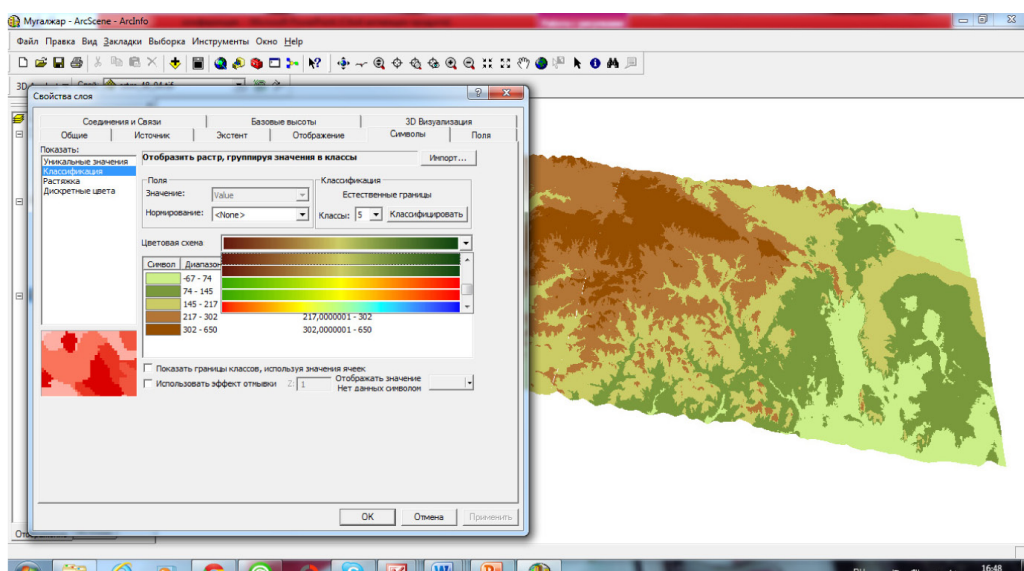 Мугалжар - ArcScene - ArcInfo
Файл Правка Вид Закладки Выборка Инструменты Окно Help
Свойства слоя
Соединения и Связи Базовые высоты 3D Визуализация
Общие Источник Экстент Отображение Символы Поля
Показать:
Уникальные значения
Классификация
Растяжка
Дискретные цвета
Отобразить растр, группируя значения в классы Импорт...
Поля
Значение: Value
Нормирование: <None>
Классификация
Естественные границы
Классы: 5 Классифицировать
Цветовая схема
Символ Диапазон
-67 - 74
74 - 145
145 - 217
217 - 302 217,0000001 - 302
302 - 650 302,0000001 - 650
Показать границы классов, используя значения ячеек
Использовать эффект отмывки Z: 1 Отображать значение
Нет данных символом
OK Отмена Применить
16:48